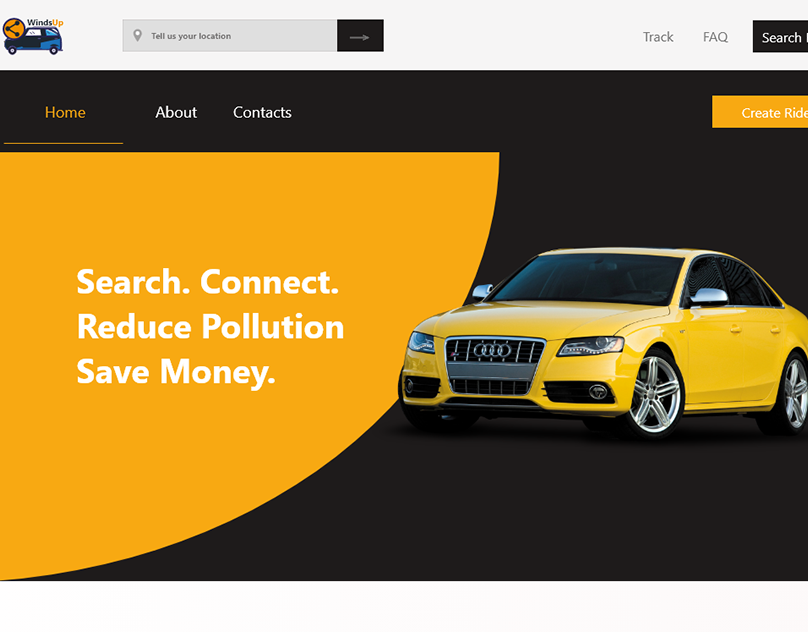 WindsUp
Tell us your location
Track
FAQ
Search
Home
About
Contacts
Create Ride
Search. Connect.
Reduce Pollution
Save Money.